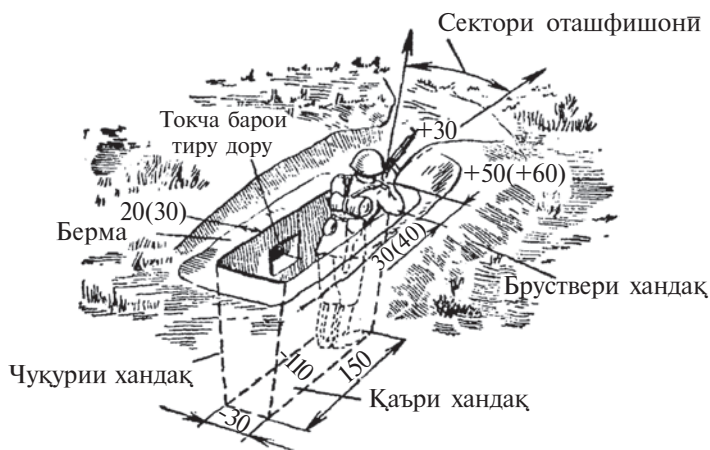 Сектори оташфишонӣ
Токча барои
тиру дору
+30
+50(+60)
20(30)
Берма
30(40)
Бруствери хандақ
Чуқурии хандақ
-110
150
Қаъри хандақ
-30